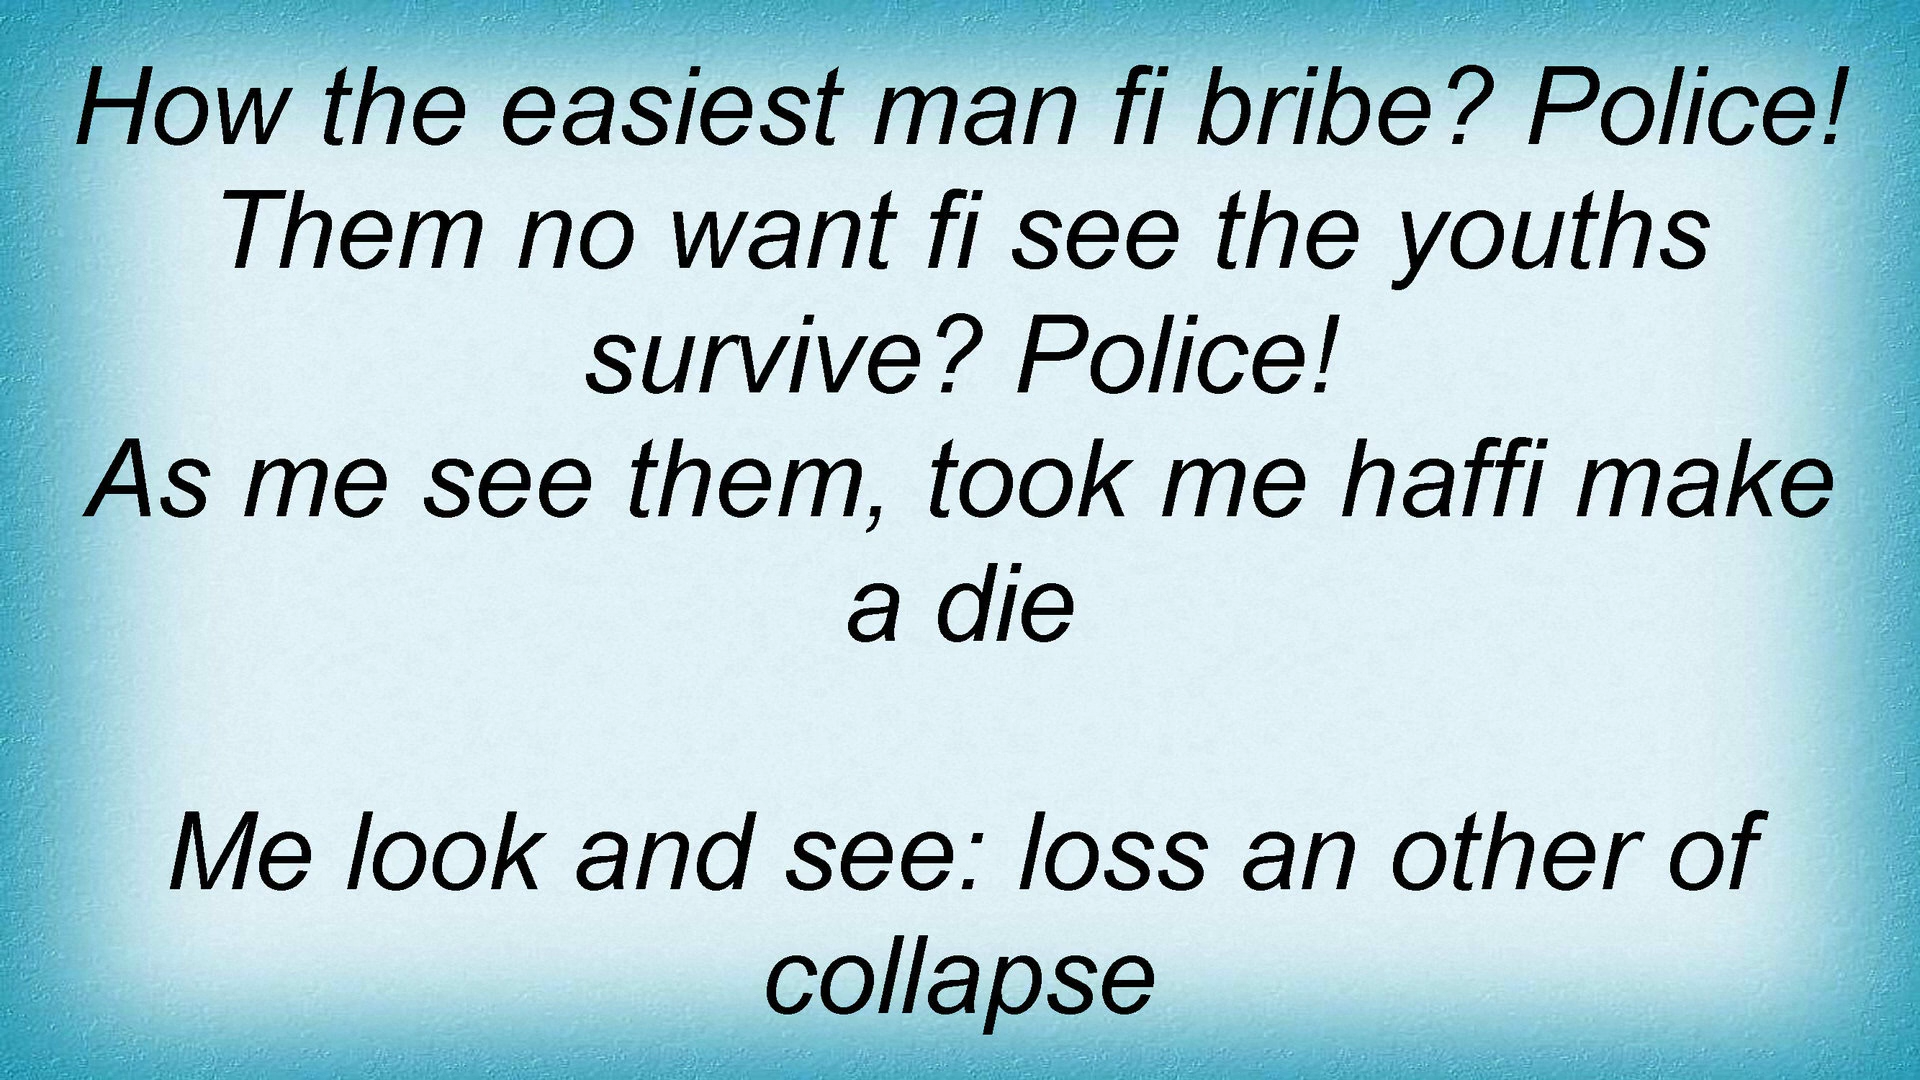 How the easiest man fi bribe? Police!
Them no want fi see the youths
survive? Police!
As me see them, took me haffi make
a die
Me look and see: loss an other of
collapse